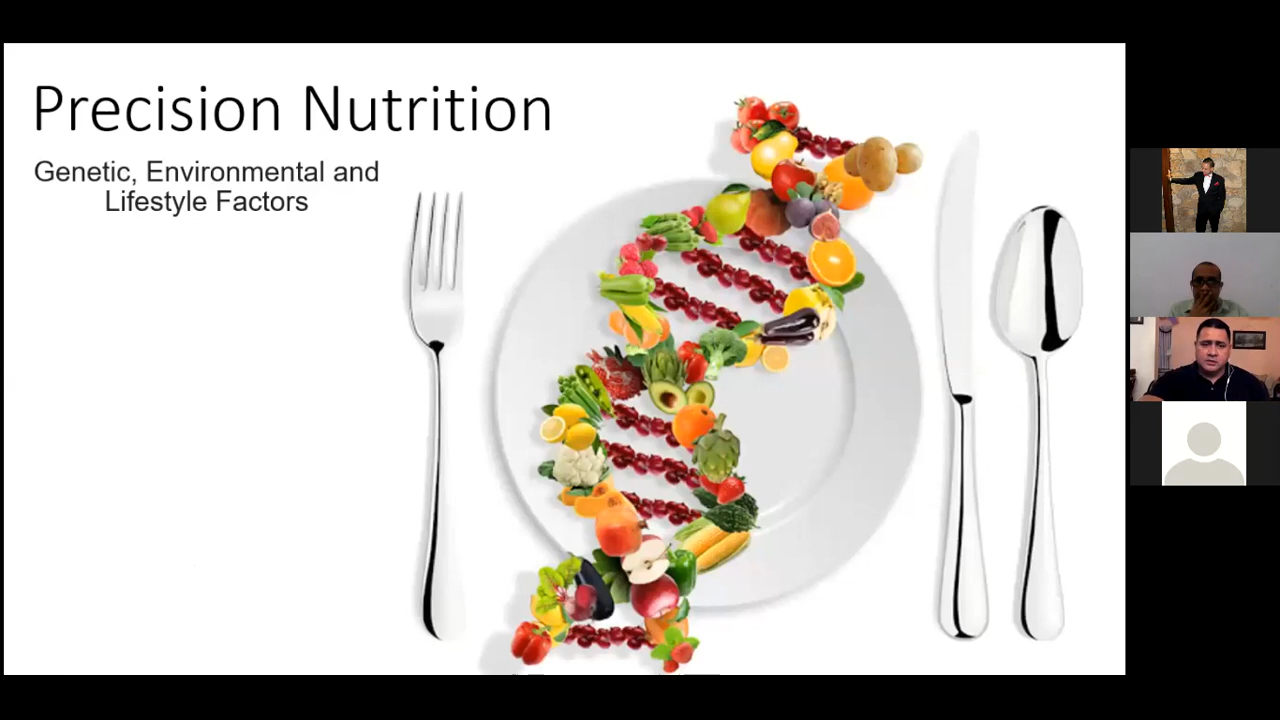 Precision Nutrition
Genetic, Environmental and
Lifestyle Factors